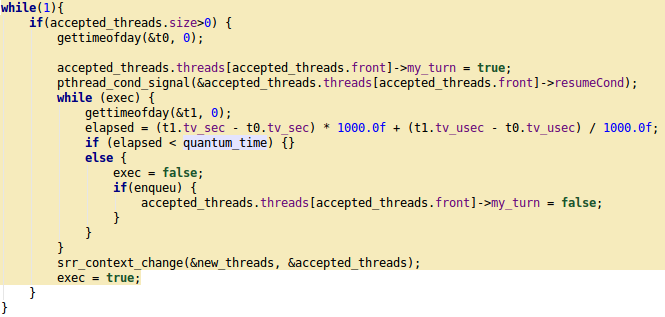 while(1){
if(accepted_threads.size>0) {
gettimeofday(&t0, 0);
accepted_threads.threads[accepted_threads.front]->my_turn = true;
pthread_cond_signal(&accepted_threads.threads[accepted_threads.front]->resumeCond);
while (exec) {
gettimeofday(&t1, 0);
elapsed = (t1.tv_sec - t0.tv_sec) * 1000.0f + (t1.tv_usec - t0.tv_usec) / 1000.0f;
if (elapsed < quantum_time) {}
else {
exec = false;
if(enqueu) {
accepted_threads.threads[accepted_threads.front]->my_turn = false;
}
}
}
srr_context_change(&new_threads, &accepted_threads);
exec = true;
}
}